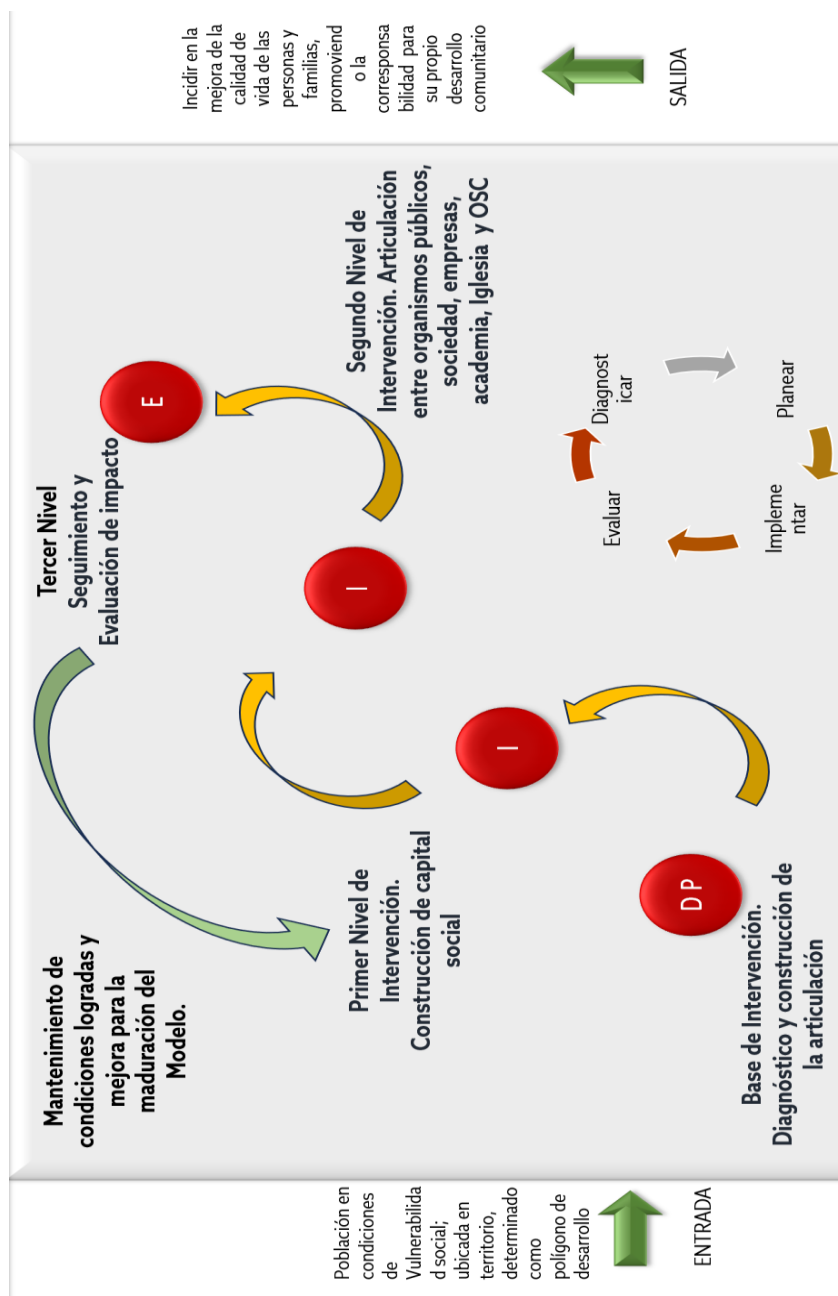 Población en
condiciones
de
Vulnerabilida
d social;
ubicada en
territorio,
determinado
como
polígono de
desarrollo
ENTRADA
Mantenimiento de
condiciones logradas y
mejora para la
maduración del
Modelo.
Tercer Nivel
Seguimiento y
Evaluación de impacto
E
Primer Nivel de
Intervención.
Construcción de capital
social
I
Segundo Nivel de
Intervención. Articulación
entre organismos públicos,
sociedad, empresas,
academia, Iglesia y OSC
I
D P
Base de Intervención.
Diagnóstico y construcción de
la articulación
Evaluar
Diagnost
icar
Impleme
ntar
Planear
Incidir en la
mejora de la
calidad de
vida de las
personas y
familias,
promoviend
o la
corresponsa
bilidad para
su propio
desarrollo
comunitario
SALIDA